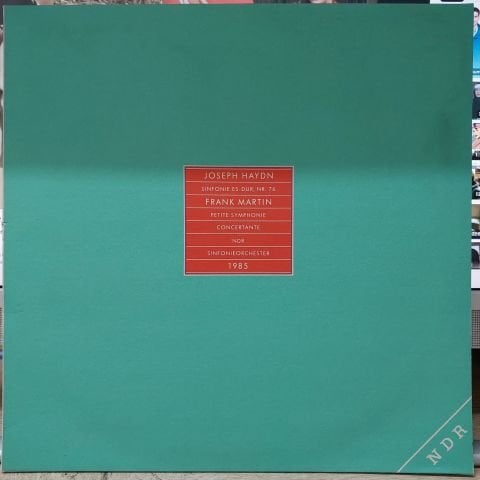 JOSEPH HAYDN
SINFONIE ES-DUR, NR. 74
FRANK MARTIN
PETITE SYMPHONIE
CONCERTANTE
NDR
SINFONIEORCHESTER
1985
NDR